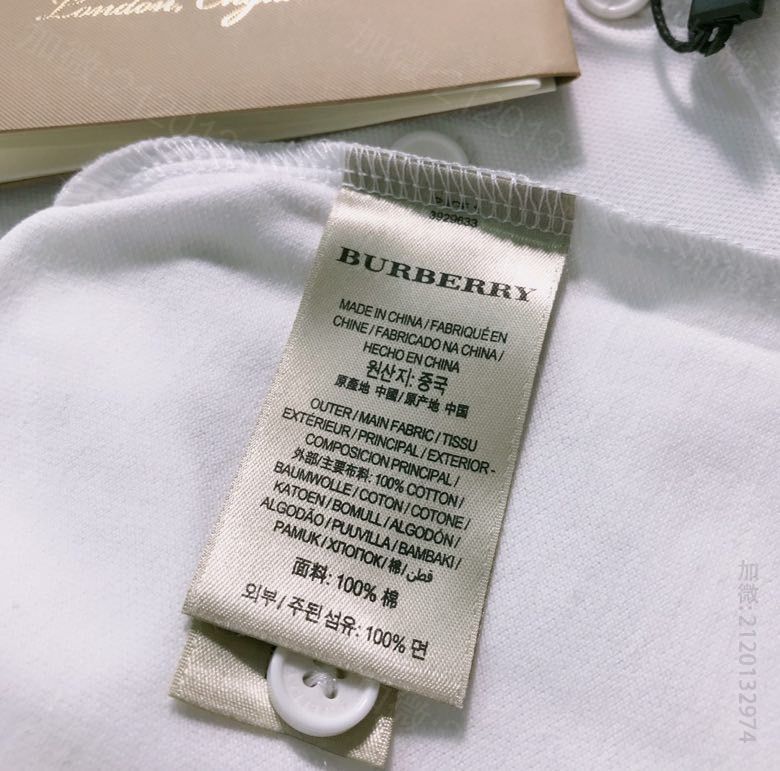 London, England
3929633
BURBERRY
MADE IN CHINA / FABRIQUÉ EN
CHINE / FABRICADO NA CHINA /
HECHO EN CHINA
원산지: 중국
原產地 中國 / 原产地 中国
OUTER / MAIN FABRIC / TISSU
EXTÉRIEUR / PRINCIPAL / EXTERIOR-
COMPOSICION PRINCIPAL /
外部/主要布料: 100% COTTON /
BAUMWOLLE / COTON / COTONE /
KATOEN / BOMULL / ALGODÓN /
ALGODÃO / PUUVILLA / BAMBAKI /
PAMUK / ХЛОПОК / 棉 / قطن /
面料: 100% 棉
외부 / 주된 섬유: 100% 면
加微: 2120132974